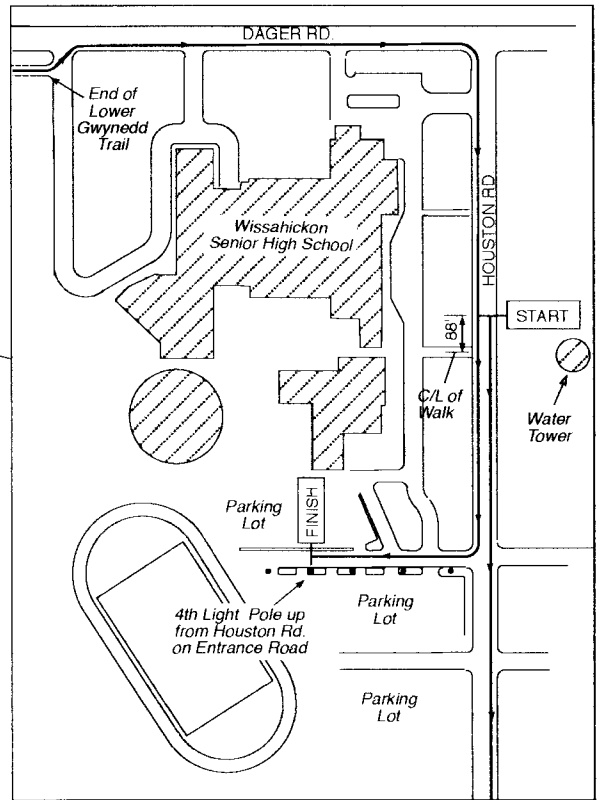 DAGER RD.
End of
Lower
Gwynedd
Trail
Wissahickon
Senior High School
HOUSTON RD
START
88'
C/L of
Walk
Water
Tower
Parking
Lot
FINISH
4th Light Pole up
from Houston Rd.
on Entrance Road
Parking
Lot
Parking
Lot